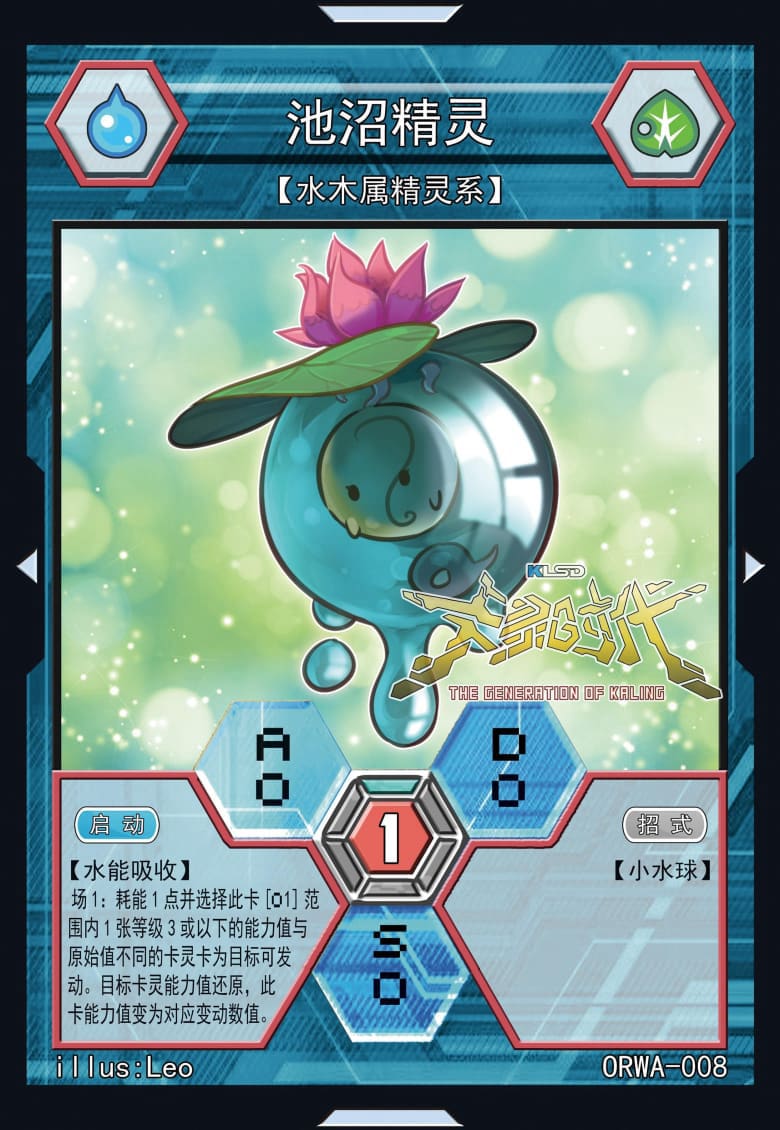 池沼精灵
【水木属精灵系】
KLSD
卡灵时代
THE GENERATION OF KALING
A
0
D
0
1
启动
【水能吸收】
场1：耗能1点并选择此卡[O1]范
围内1张等级3或以下的能力值与
原始值不同的卡灵卡为目标可发
动。目标卡灵能力值还原，此
卡能力值变为对应变动数值。
招式
【小水球】
S
0
illus:Leo
ORWA-008